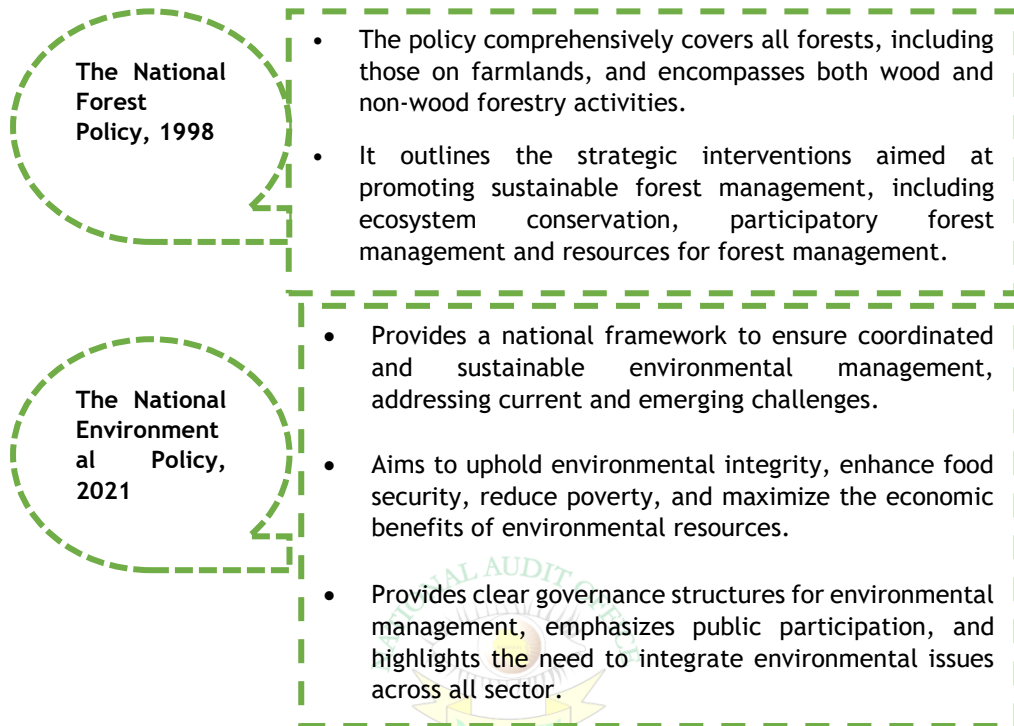 The National
Forest
Policy, 1998
• The policy comprehensively covers all forests, including
those on farmlands, and encompasses both wood and
non-wood forestry activities.
• It outlines the strategic interventions aimed at
promoting sustainable forest management, including
ecosystem conservation, participatory forest
management and resources for forest management.
The National
Environment
al Policy,
2021
• Provides a national framework to ensure coordinated
and sustainable environmental management,
addressing current and emerging challenges.
• Aims to uphold environmental integrity, enhance food
security, reduce poverty, and maximize the economic
benefits of environmental resources.
• Provides clear governance structures for environmental
management, emphasizes public participation, and
highlights the need to integrate environmental issues
across all sector.
NATIONAL AUDIT OFFICE